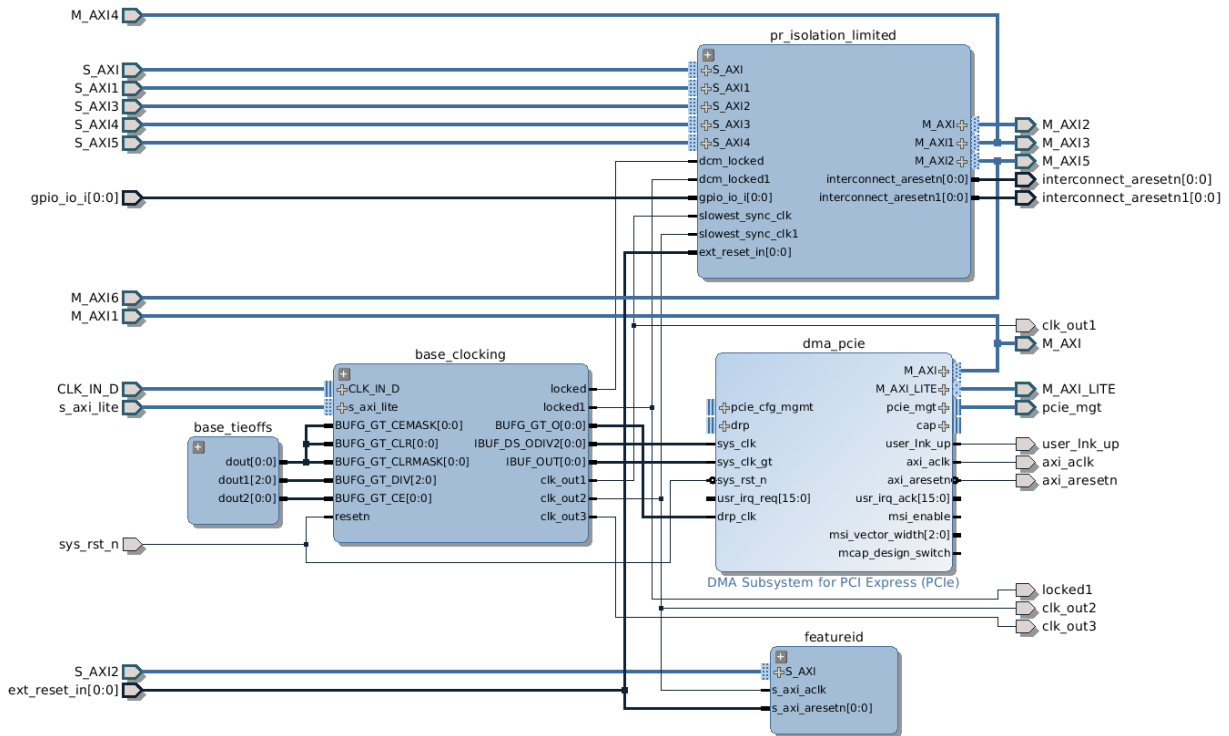 M_AXI4
S_AXI
S_AXI1
S_AXI3
S_AXI4
S_AXI5
gpio_io_i[0:0]
pr_isolation_limited
S_AXI
S_AXI1
S_AXI2
S_AXI3
S_AXI4
dcm_locked
dcm_locked1
gpio_io_i[0:0]
slowest_sync_clk
slowest_sync_clk1
ext_reset_in[0:0]
M_AXI
M_AXI1
M_AXI2
interconnect_aresetn[0:0]
interconnect_aresetn1[0:0]
M_AXI2
M_AXI3
M_AXI5
interconnect_aresetn[0:0]
interconnect_aresetn1[0:0]
M_AXI6
M_AXI1
CLK_IN_D
s_axi_lite
base_tieoffs
dout[0:0]
dout1[2:0]
dout2[0:0]
sys_rst_n
base_clocking
CLK_IN_D
s_axi_lite
BUFG_GT_CEMASK[0:0]
BUFG_GT_CLR[0:0]
BUFG_GT_CLRMASK[0:0]
BUFG_GT_DIV[2:0]
BUFG_GT_CE[0:0]
resetn
locked
locked1
BUFG_GT_O[0:0]
IBUF_DS_ODIV2[0:0]
IBUF_OUT[0:0]
clk_out1
clk_out2
clk_out3
dma_pcie
pcie_cfg_mgmt
drp
sys_clk
sys_clk_gt
sys_rst_n
usr_irq_req[15:0]
drp_clk
M_AXI
M_AXI_LITE
pcie_mgt
cap
user_lnk_up
axi_aclk
axi_aresetn
usr_irq_ack[15:0]
msi_enable
msi_vector_width[2:0]
mcap_design_switch
DMA Subsystem for PCI Express (PCIe)
clk_out1
M_AXI
M_AXI_LITE
pcie_mgt
user_lnk_up
axi_aclk
axi_aresetn
locked1
clk_out2
clk_out3
S_AXI2
ext_reset_in[0:0]
featureid
S_AXI
s_axi_aclk
s_axi_aresetn[0:0]